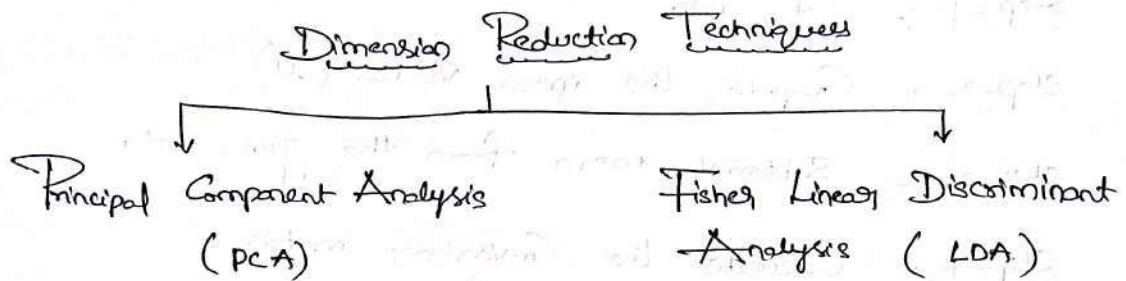 Dimension Reduction Techniques
Principal Component Analysis
(PCA)
Fisher Linear Discriminant
Analysis (LDA)